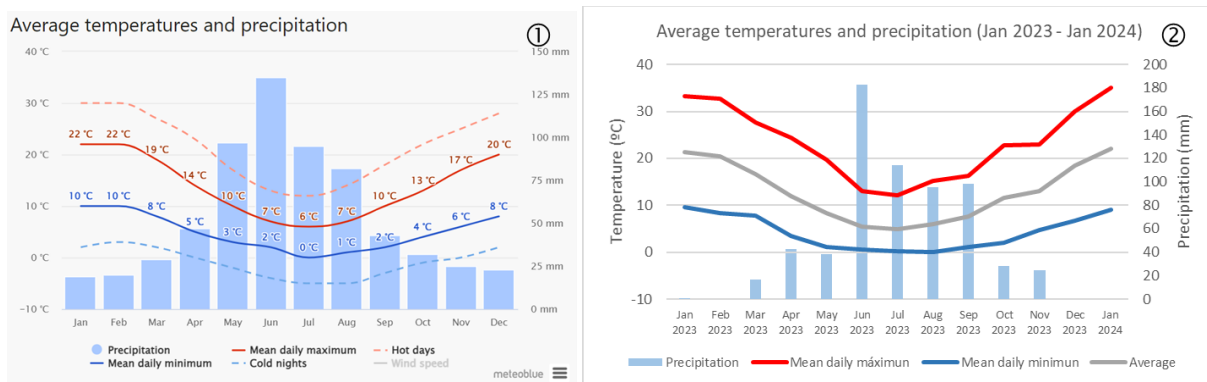 Average temperatures and precipitation
①
40 °C
30 °C
20 °C
10 °C
0 °C
−10 °C
150 mm
125 mm
100 mm
75 mm
50 mm
25 mm
0 mm
22 °C
22 °C
19 °C
14 °C
10 °C
7 °C
6 °C
7 °C
10 °C
13 °C
17 °C
20 °C
10 °C
10 °C
8 °C
5 °C
3 °C
2 °C
0 °C
1 °C
2 °C
4 °C
6 °C
8 °C
Jan Feb Mar Apr May Jun Jul Aug Sep Oct Nov Dec
Precipitation Mean daily maximum Hot days
Mean daily minimum Cold nights Wind speed
meteoblue
Average temperatures and precipitation (Jan 2023 - Jan 2024)
②
Temperature (ºC)
40
30
20
10
0
-10
200
180
160
140
120
100
80
60
40
20
0
Precipitation (mm)
Jan Feb Mar Apr May Jun Jul Aug Sep Oct Nov Dec Jan
2023 2023 2023 2023 2023 2023 2023 2023 2023 2023 2023 2023 2024
Precipitation Mean daily máximun Mean daily minimun Average